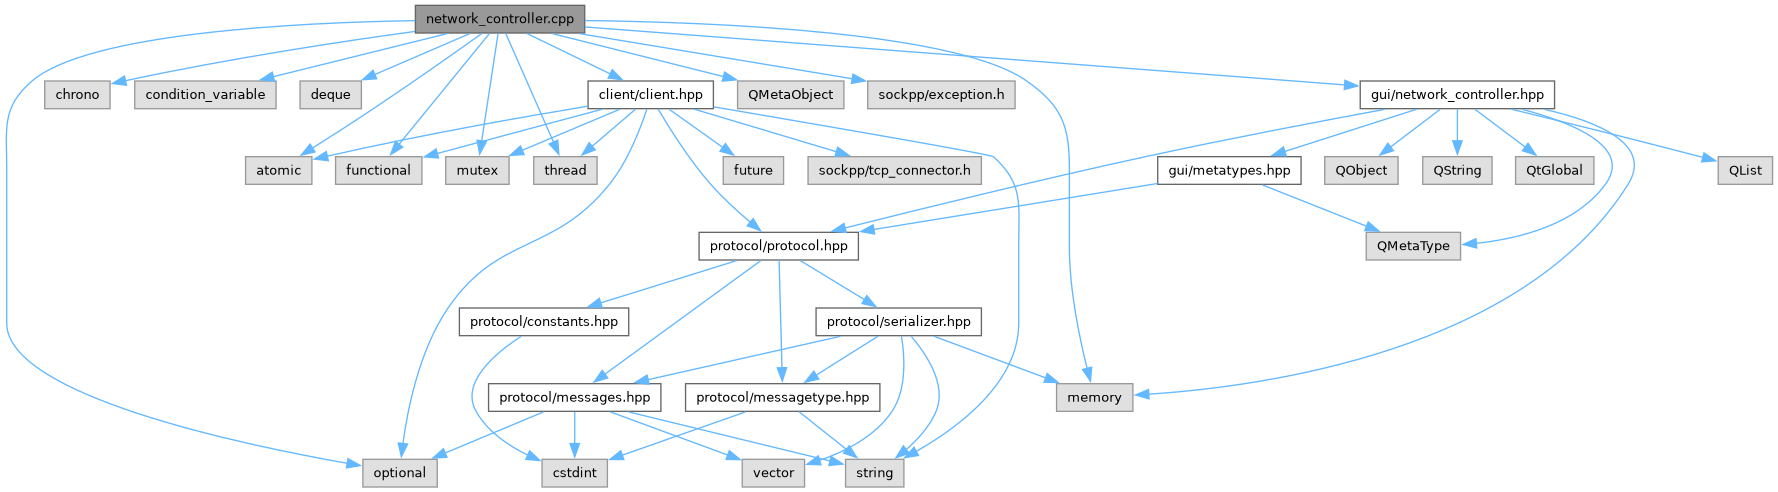 network_controller.cpp
chrono
condition_variable
deque
client/client.hpp
QMetaObject
sockpp/exception.h
gui/network_controller.hpp
atomic
functional
mutex
thread
future
sockpp/tcp_connector.h
gui/metatypes.hpp
QObject
QString
QtGlobal
QList
protocol/protocol.hpp
QMetaType
protocol/constants.hpp
protocol/serializer.hpp
protocol/messages.hpp
protocol/messagetype.hpp
memory
optional
cstdint
vector
string